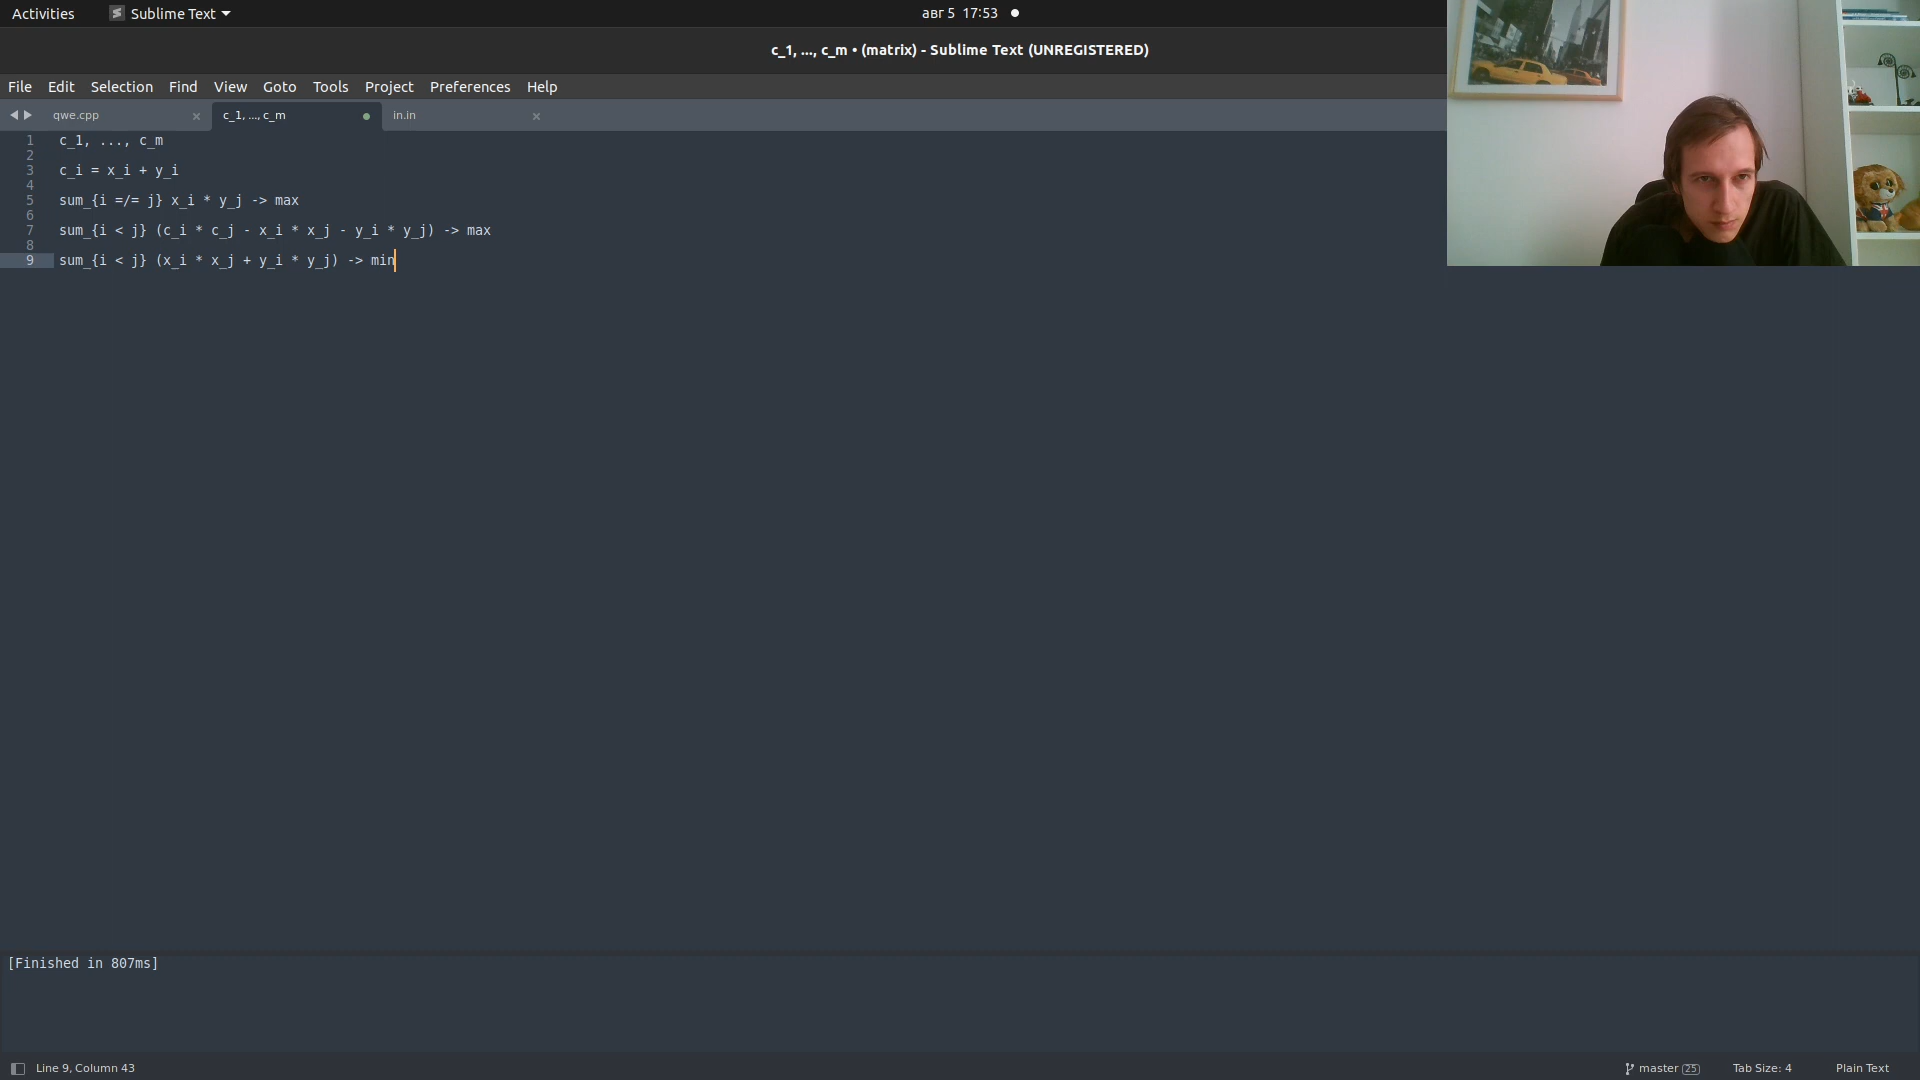 Activities Sublime Text авг 5 17:53
c_1, ..., c_m • (matrix) - Sublime Text (UNREGISTERED)
File Edit Selection Find View Goto Tools Project Preferences Help
qwe.cpp c_1, ..., c_m in.in
1 c_1, ..., c_m
2
3 c_i = x_i + y_i
4
5 sum_{i =/= j} x_i * y_j -> max
6
7 sum_{i < j} (c_i * c_j - x_i * x_j - y_i * y_j) -> max
8
9 sum_{i < j} (x_i * x_j + y_i * y_j) -> min
[Finished in 807ms]
Line 9, Column 43 master 25 Tab Size: 4 Plain Text